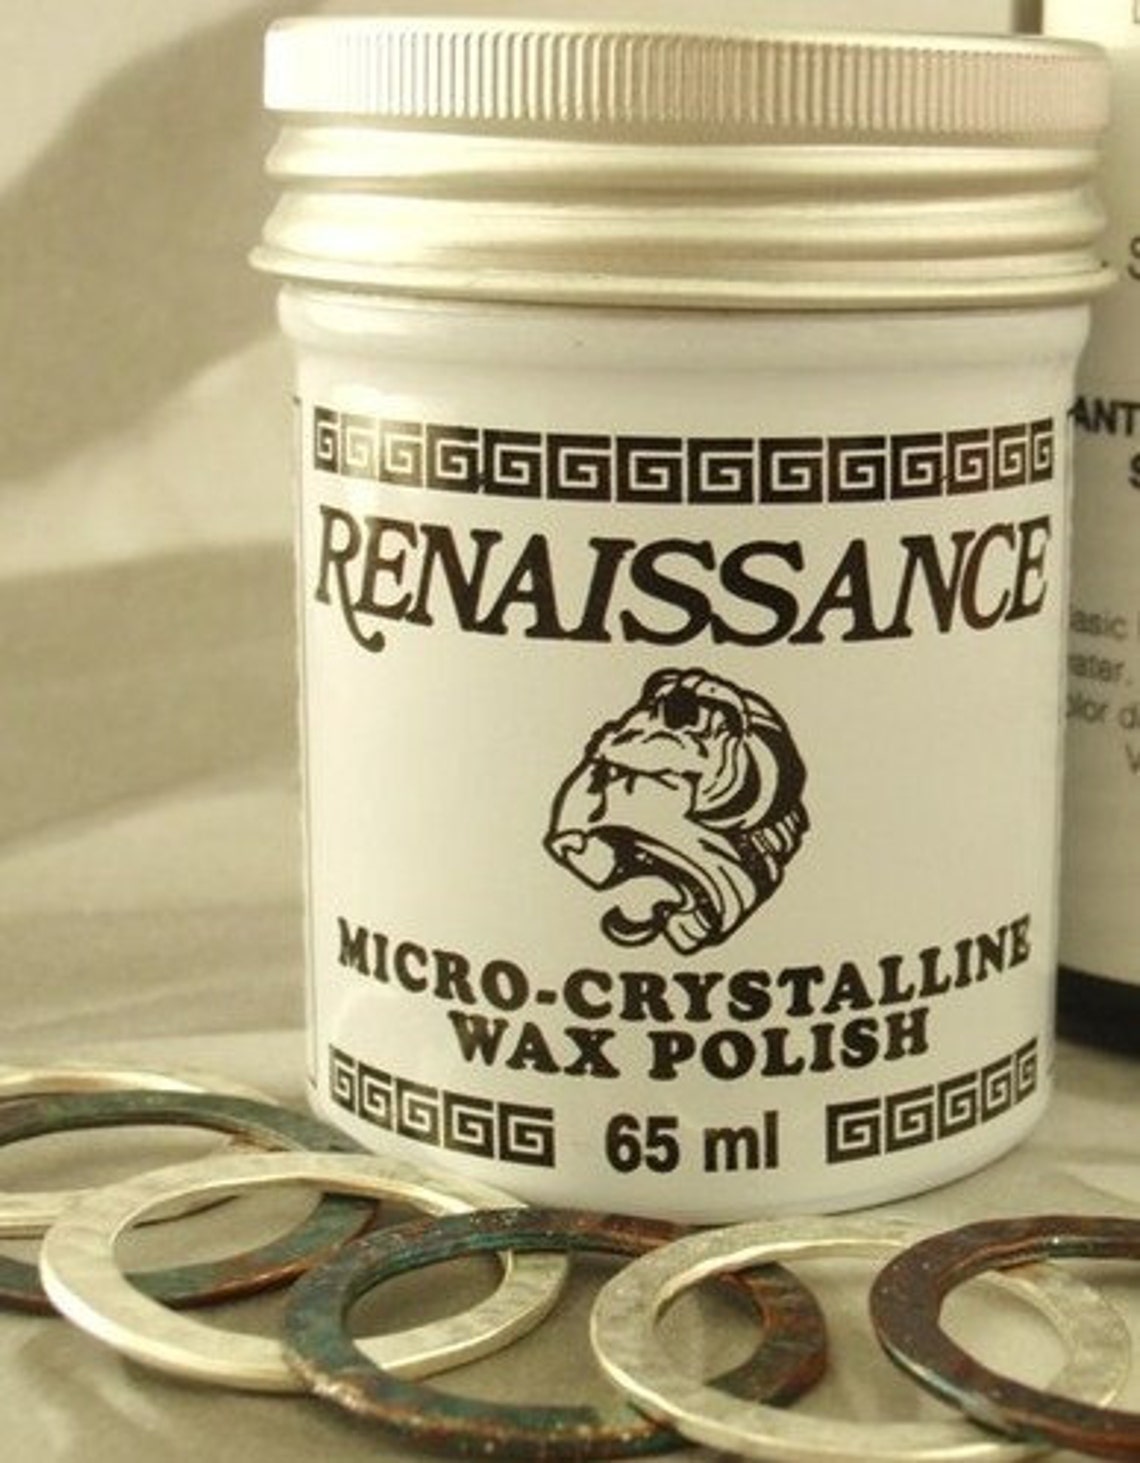 RENAISSANCE
MICRO-CRYSTALLINE
WAX POLISH
65 ml